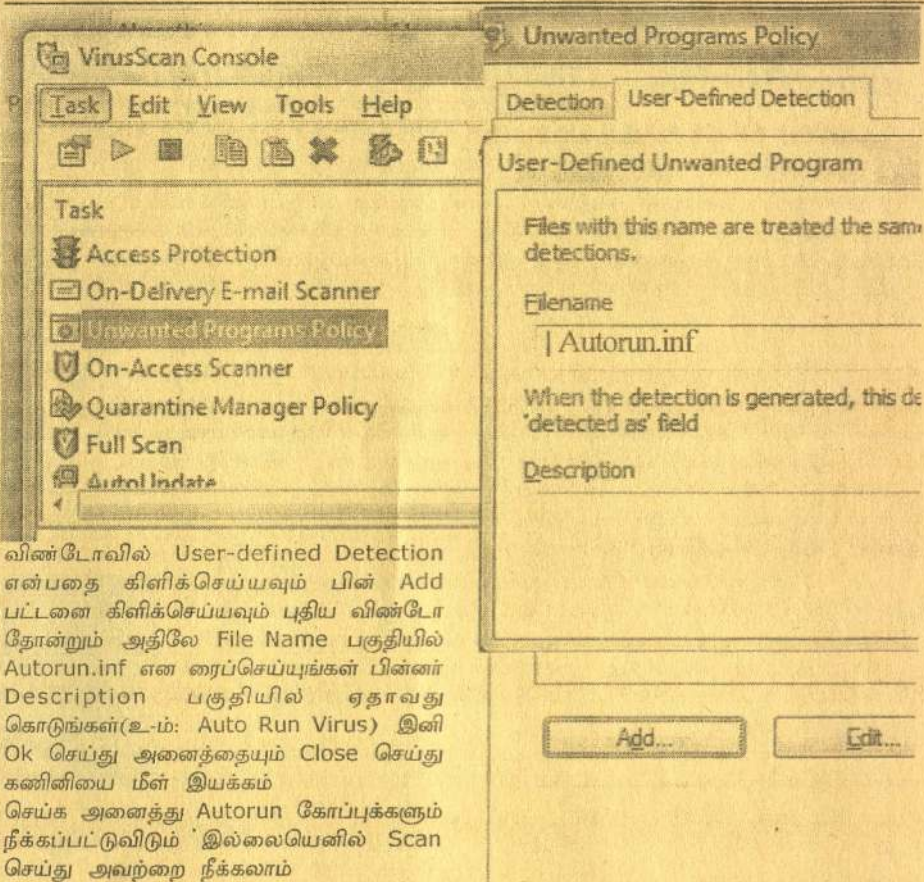 VirusScan Console
Task Edit View Tools Help
Task
Access Protection
On-Delivery E-mail Scanner
Unwanted Programs Policy
On-Access Scanner
Quarantine Manager Policy
Full Scan
AutoUpdate
Unwanted Programs Policy
Detection User-Defined Detection
User-Defined Unwanted Program
Files with this name are treated the sam
detections.
Filename
| Autorun.inf
When the detection is generated, this de
'detected as' field
Description
Add... Edit...
விண்டோவில் User-defined Detection
என்பதை கிளிக்செய்யவும் பின் Add
பட்டனை கிளிக்செய்யவும் புதிய விண்டோ
தோன்றும் அதிலே File Name பகுதியில்
Autorun.inf என ரைப்செய்யுங்கள் பின்னர்
Description பகுதியில் ஏதாவது
கொடுங்கள்(உ-ம்: Auto Run Virus) இனி
Ok செய்து அனைத்தையும் Close செய்து
கணினியை மீள் இயக்கம்
செய்க அனைத்து Autorun கோப்புக்களும்
நீக்கப்பட்டுவிடும் இல்லையெனில் Scan
செய்து அவற்றை நீக்கலாம்